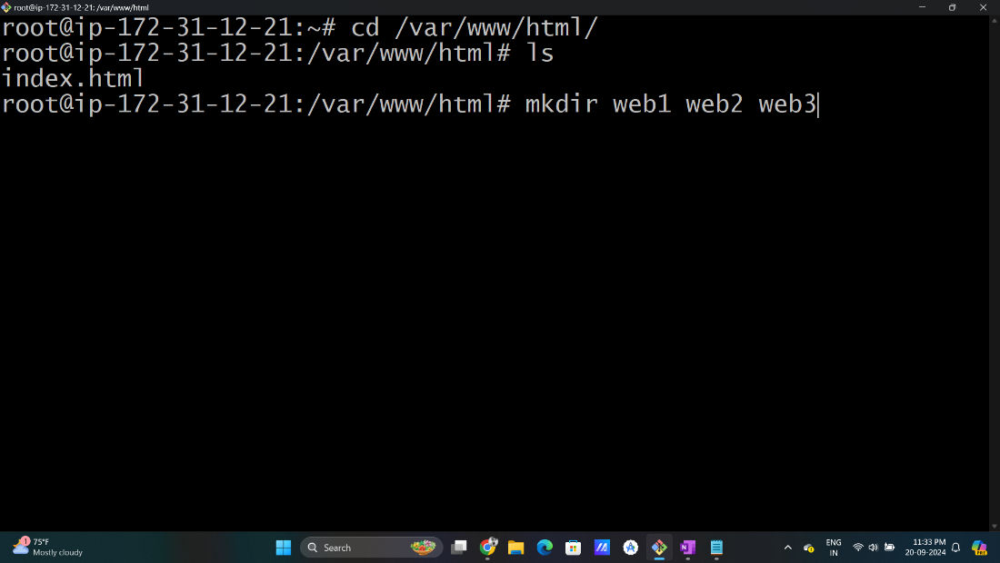 root@ip-172-31-12-21: /var/www/html
root@ip-172-31-12-21:~# cd /var/www/html/
root@ip-172-31-12-21:/var/www/html# ls
index.html
root@ip-172-31-12-21:/var/www/html# mkdir web1 web2 web3
1
75°F
Mostly cloudy
Search
ENG
IN
11:33 PM
20-09-2024